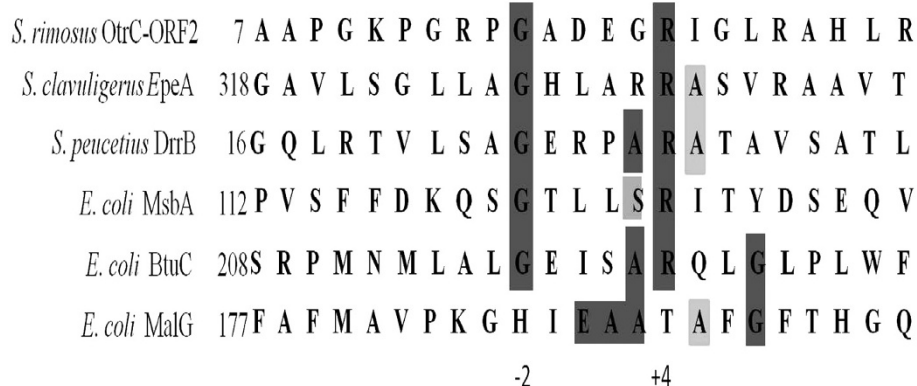 S. rimosus OtrC-ORF2 7 A A P G K P G R P G A D E G R I G L R A H L R
S. clavuligerus EpeA 318 G A V L S G L L A G H L A R R A S V R A A V T
S. peucetius DrrB 16 G Q L R T V L S A G E R P A R A T A V S A T L
E. coli MsbA 112 P V S F F D K Q S G T L L S R I T Y D S E Q V
E. coli BtuC 208 S R P M N M L A L G E I S A R Q L G L P L W F
E. coli MalG 177 F A F M A V P K G H I E A A T A F G F T H G Q
-2 +4